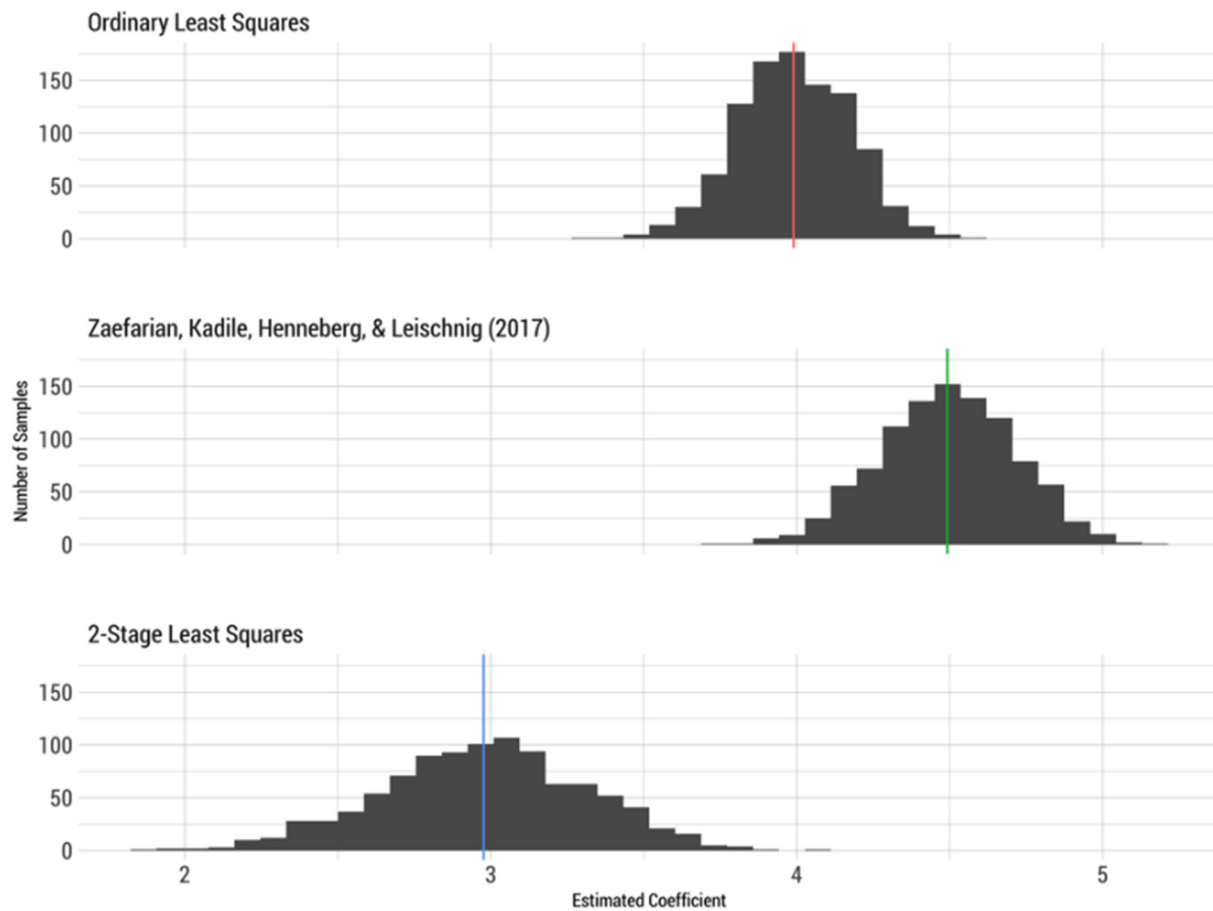 Ordinary Least Squares
150
100
50
0
Zaefarian, Kadile, Henneberg, & Leischnig (2017)
Number of Samples
150
100
50
0
2-Stage Least Squares
150
100
50
0
2 3 4 5
Estimated Coefficient